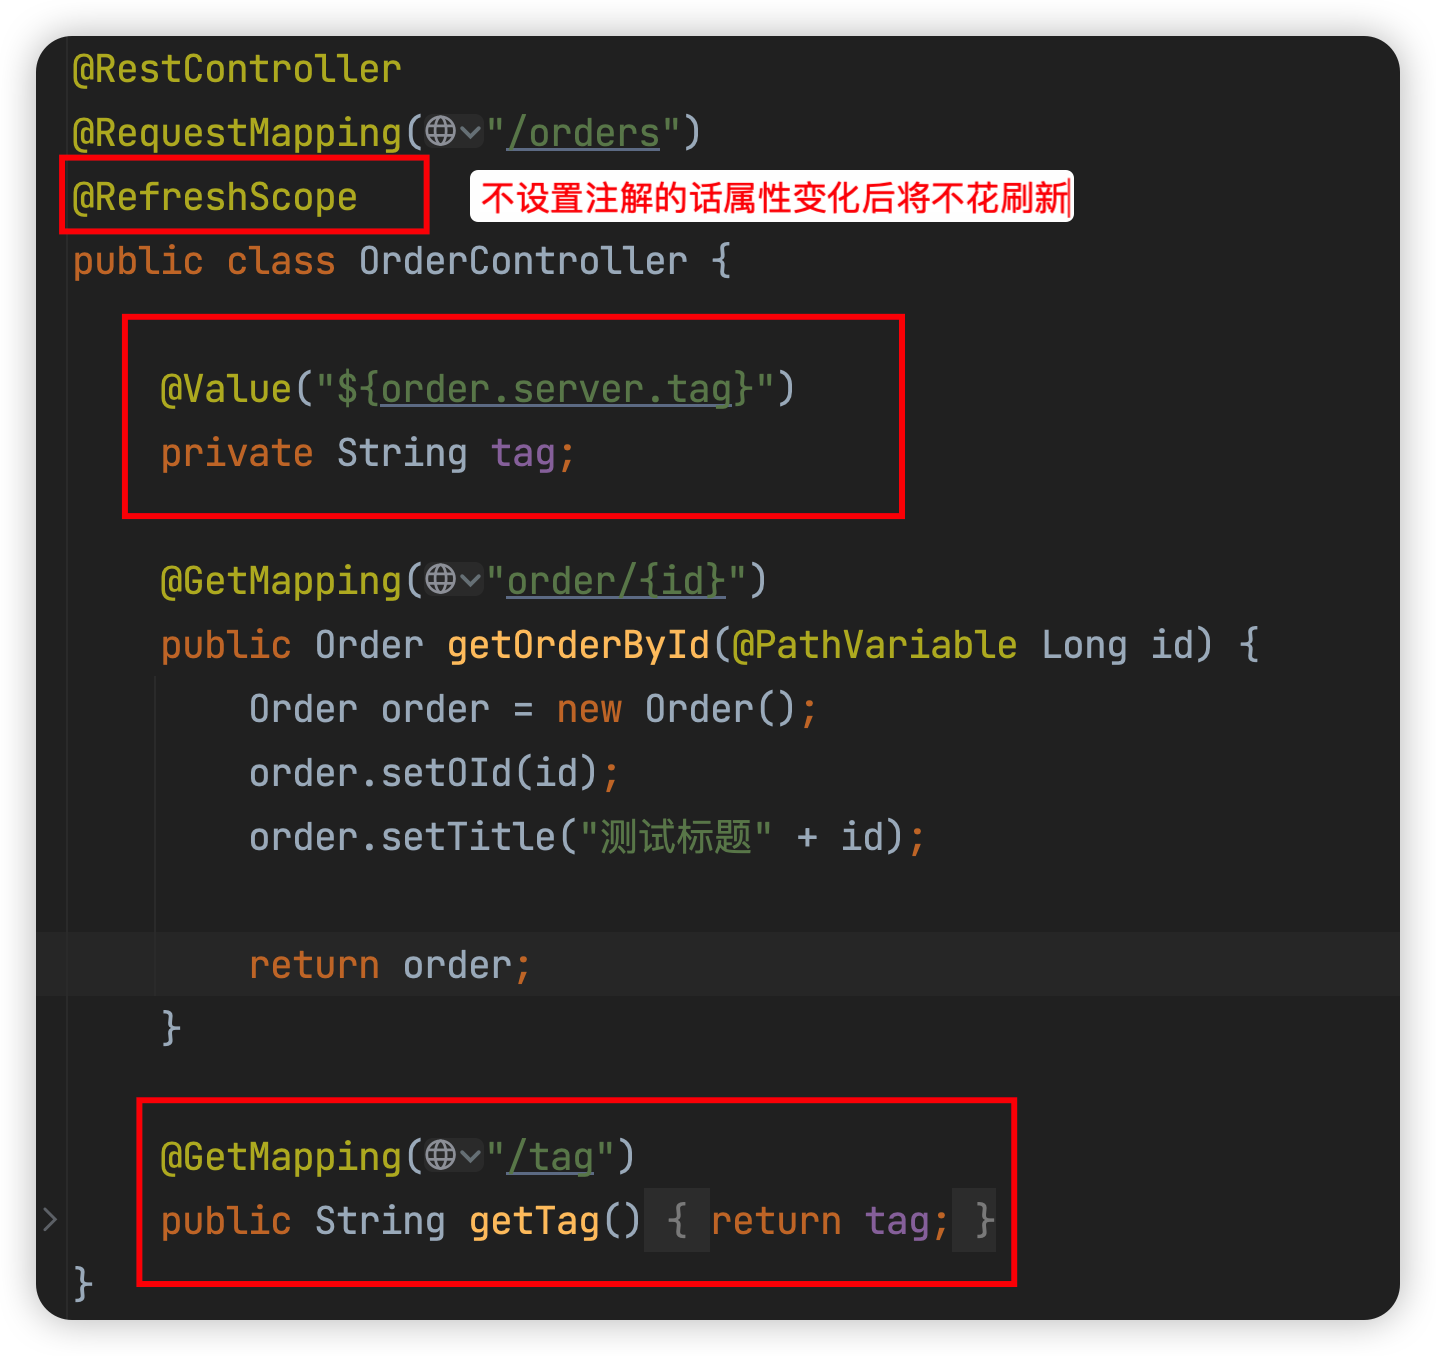 @RestController
@RequestMapping("/orders")
@RefreshScope 不设置注解的话属性变化后将不花刷新
public class OrderController {
@Value("${order.server.tag}")
private String tag;
@GetMapping("order/{id}")
public Order getOrderById(@PathVariable Long id) {
Order order = new Order();
order.setOId(id);
order.setTitle("测试标题" + id);
return order;
}
@GetMapping("/tag")
public String getTag() { return tag; }
}